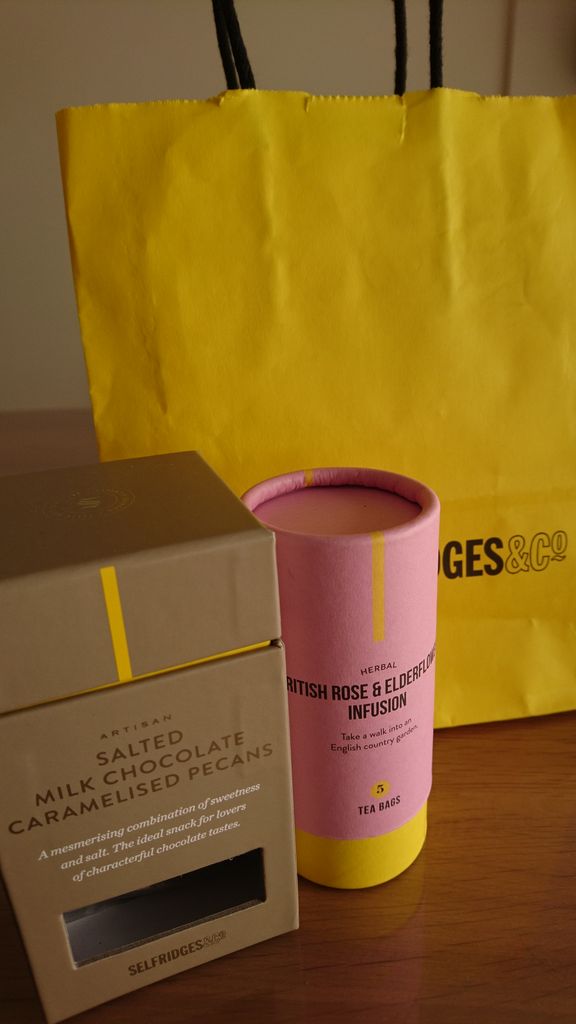 DGES&Co
ARTISAN
SALTED
MILK CHOCOLATE
CARAMELISED PECANS
A mesmerising combination of sweetness
and salt. The ideal snack for lovers
of characterful chocolate tastes.
SELFRIDGES&Co
HERBAL
RITISH ROSE & ELDERFLOW
INFUSION
Take a walk into an
English country garden.
5
TEA BAGS